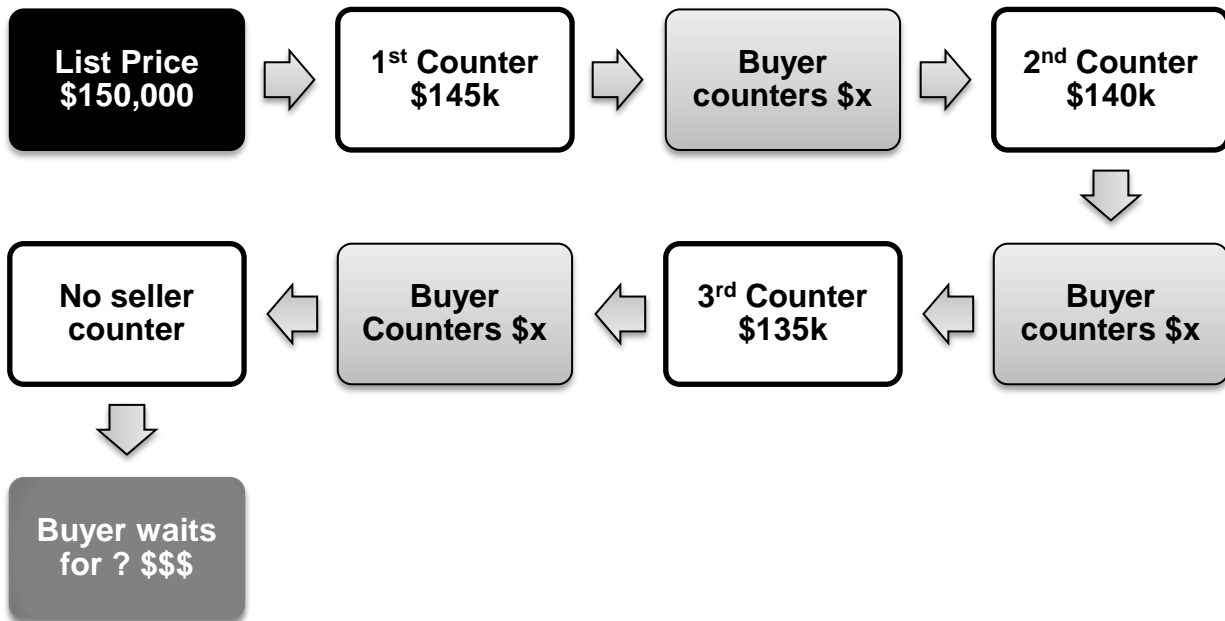 List Price
$150,000
1st Counter
$145k
Buyer
counters $x
2nd Counter
$140k
Buyer
counters $x
3rd Counter
$135k
Buyer
Counters $x
No seller
counter
Buyer waits
for ? $$$